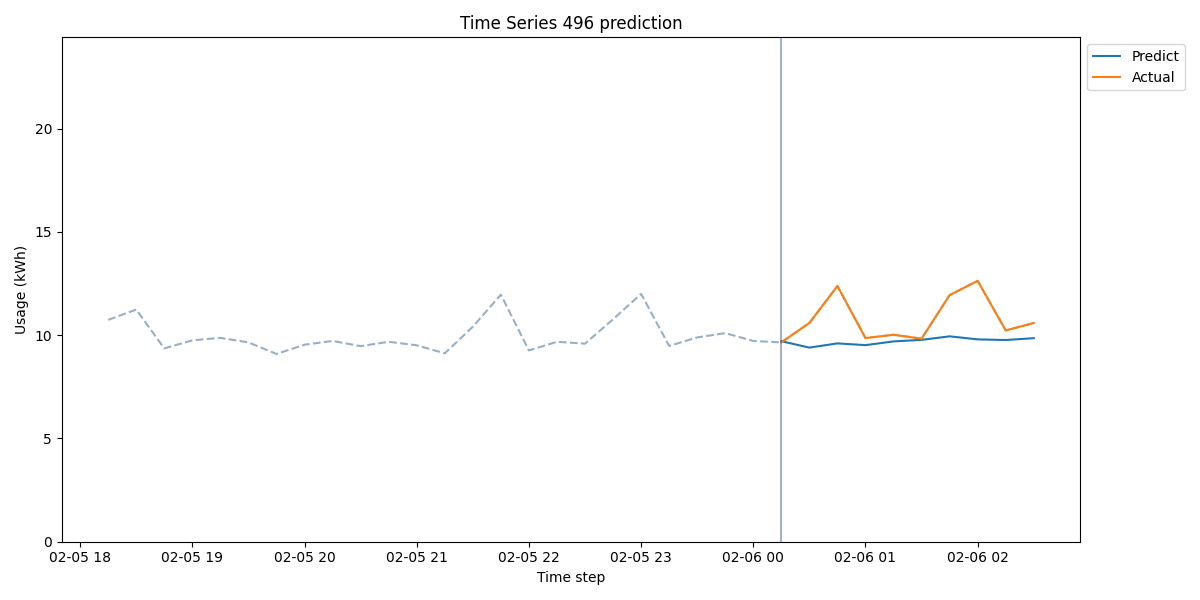 Time Series 496 prediction
Predict
Actual
Usage (kWh)
20
15
10
5
0
02-05 18 02-05 19 02-05 20 02-05 21 02-05 22 02-05 23 02-06 00 02-06 01 02-06 02
Time step